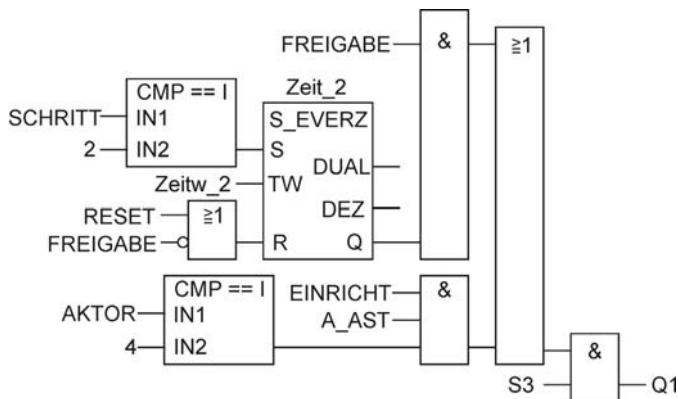 FREIGABE
&
≧1
Zeit_2
CMP == I
SCHRITT
IN1
S_EVERZ
2
IN2
S
DUAL
Zeitw_2
TW
DEZ
RESET
≧1
FREIGABE
R
Q
CMP == I
EINRICHT
&
AKTOR
IN1
A_AST
4
IN2
&
S3
Q1